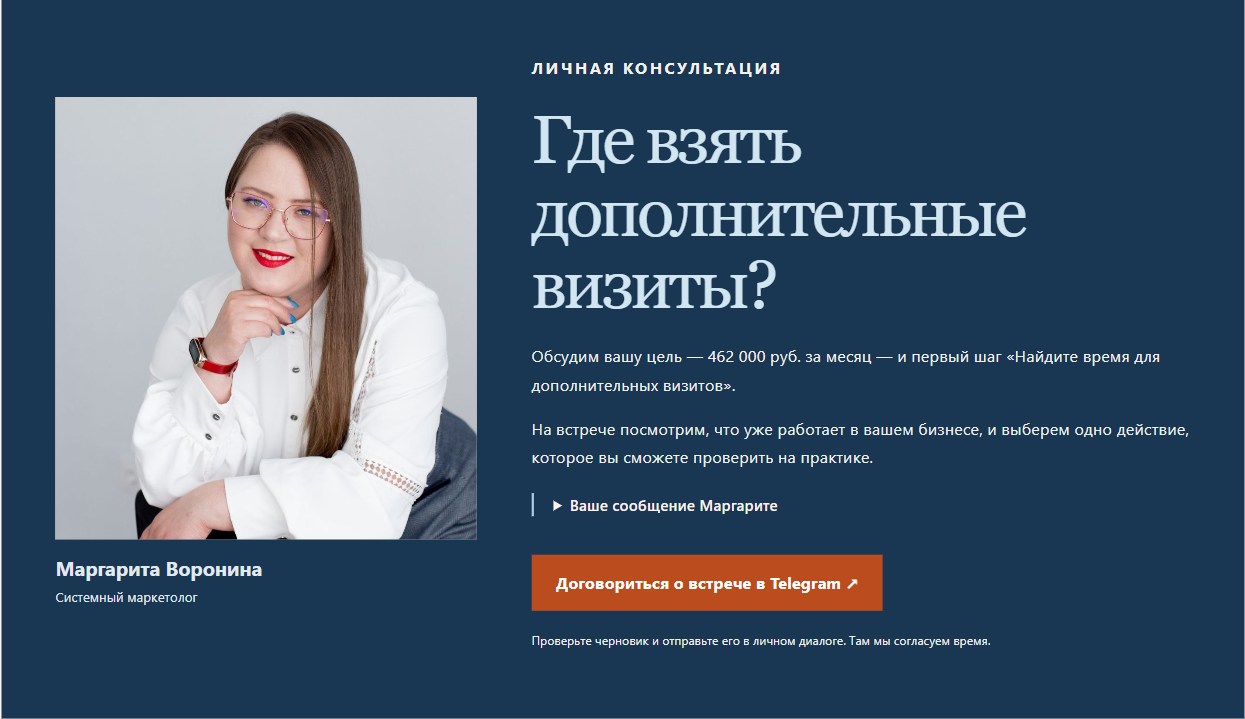 ЛИЧНАЯ КОНСУЛЬТАЦИЯ
Где взять
дополнительные
визиты?
Обсудим вашу цель — 462 000 руб. за месяц — и первый шаг «Найдите время для
дополнительных визитов».
На встрече посмотрим, что уже работает в вашем бизнесе, и выберем одно действие,
которое вы сможете проверить на практике.
▶ Ваше сообщение Маргарите
Договориться о встрече в Telegram ↗
Проверьте черновик и отправьте его в личном диалоге. Там мы согласуем время.
Маргарита Воронина
Системный маркетолог